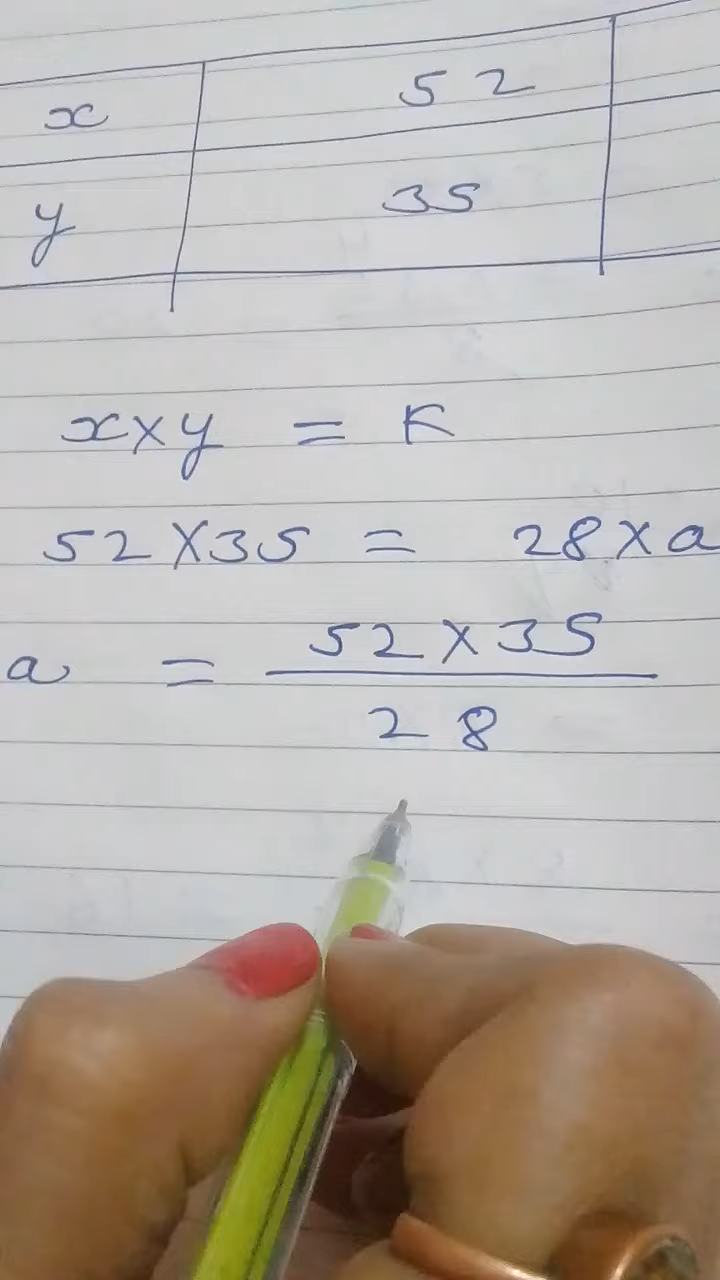 x 52
y 35
x×y = K
52×35 = 28×a
a = 52×35
28